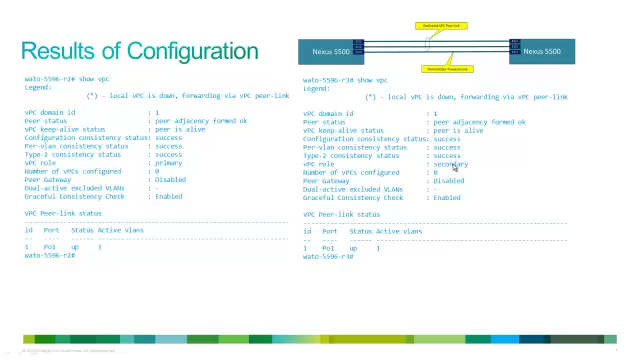 Results of Configuration
Dedicated VPC Peer-Link
Nexus 5500
Nexus 5500
wato-5596-r2# show vpc
Legend:
(*) - local vPC is down, forwarding via vPC peer-link
vPC domain id : 1
Peer status : peer adjacency formed ok
vPC keep-alive status : peer is alive
Configuration consistency status: success
Per-vlan consistency status : success
Type-2 consistency status : success
vPC role : primary
Number of vPCs configured : 0
Peer Gateway : Disabled
Dual-active excluded VLANs : -
Graceful Consistency Check : Enabled
vPC Peer-link status
---------------------------------------------------------------------
id Port Status Active vlans
-- ---- ------ --------------------------------------------------
1 Po1 up 1
wato-5596-r2#
wato-5596-r3# show vpc
Legend:
(*) - local vPC is down, forwarding via vPC peer-link
vPC domain id : 1
Peer status : peer adjacency formed ok
vPC keep-alive status : peer is alive
Configuration consistency status: success
Per-vlan consistency status : success
Type-2 consistency status : success
vPC role : secondary
Number of vPCs configured : 0
Peer Gateway : Disabled
Dual-active excluded VLANs : -
Graceful Consistency Check : Enabled
vPC Peer-link status
---------------------------------------------------------------------
id Port Status Active vlans
-- ---- ------ --------------------------------------------------
1 Po1 up 1
wato-5596-r3#